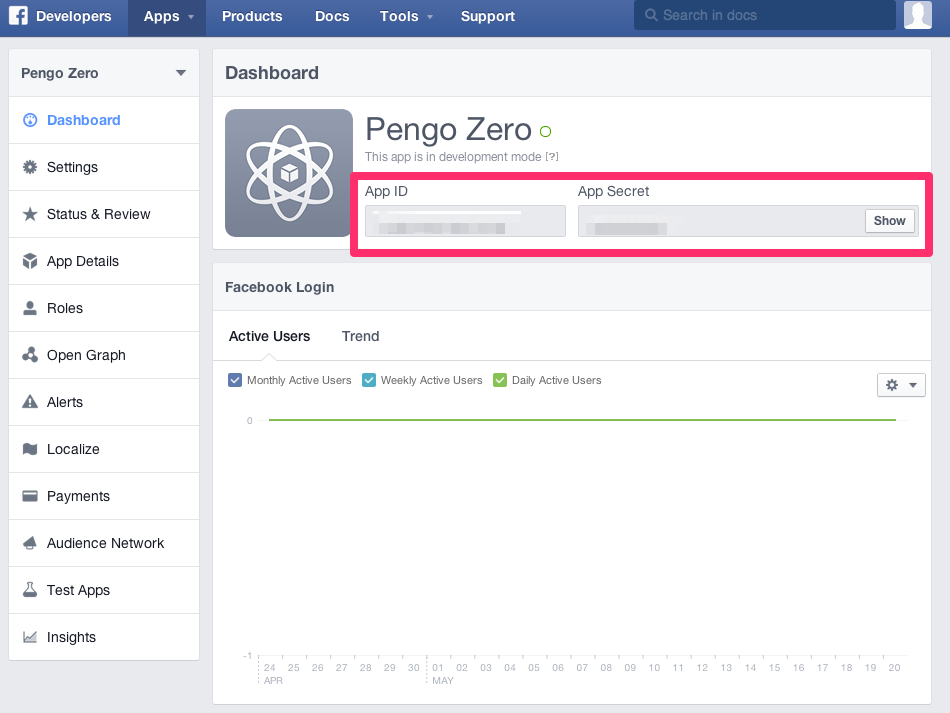 Developers Apps Products Docs Tools Support Search in docs
Pengo Zero
Dashboard
Settings
Status & Review
App Details
Roles
Open Graph
Alerts
Localize
Payments
Audience Network
Test Apps
Insights
Dashboard
Pengo Zero
This app is in development mode [?]
App ID App Secret
Show
Facebook Login
Active Users Trend
Monthly Active Users Weekly Active Users Daily Active Users
0
-1
24 25 26 27 28 29 30 01 02 03 04 05 06 07 08 09 10 11 12 13 14 15 16 17 18 19 20
APR MAY